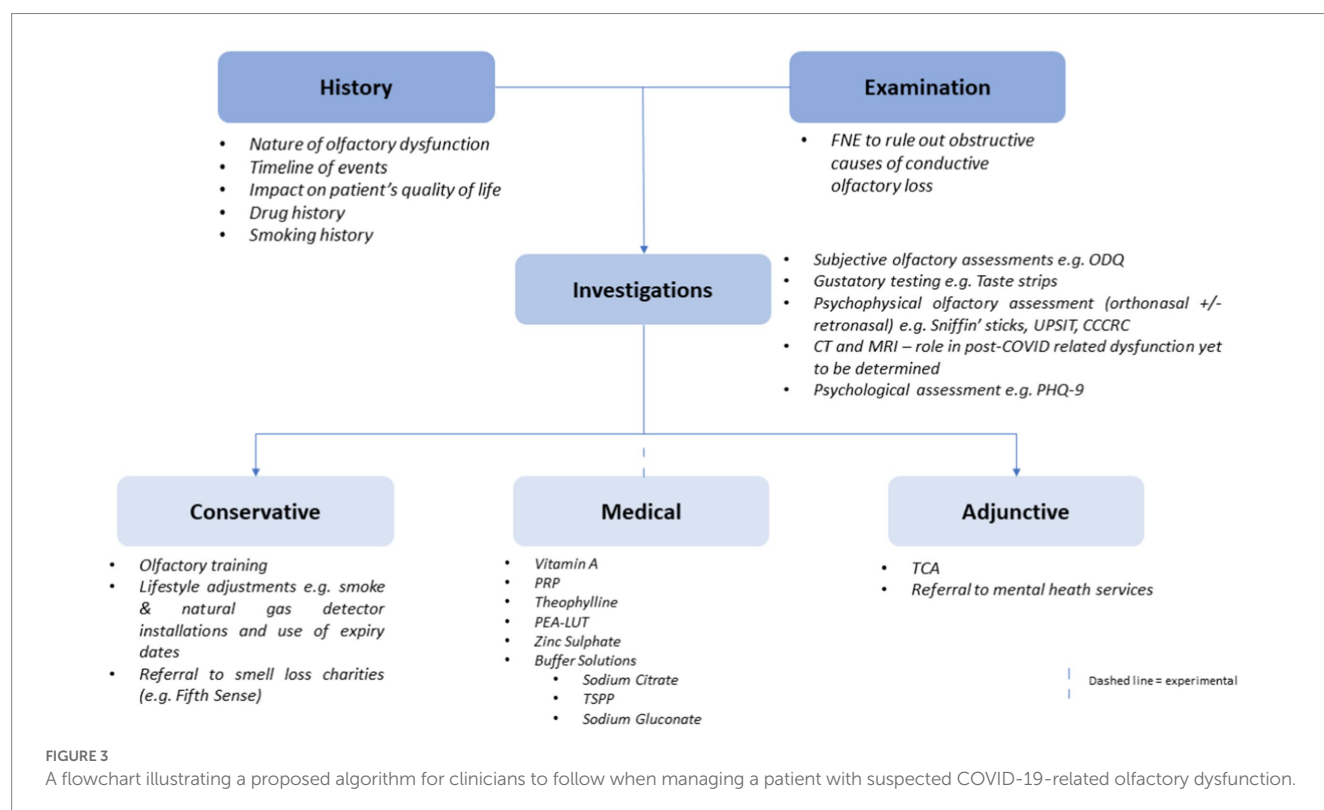 History
Examination
• Nature of olfactory dysfunction
• Timeline of events
• Impact on patient's quality of life
• Drug history
• Smoking history
• FNE to rule out obstructive
causes of conductive
olfactory loss
Investigations
• Subjective olfactory assessments e.g. ODQ
• Gustatory testing e.g. Taste strips
• Psychophysical olfactory assessment (orthonasal +/-
retronasal) e.g. Sniffin' sticks, UPSIT, CCCRC
• CT and MRI – role in post-COVID related dysfunction yet
to be determined
• Psychological assessment e.g. PHQ-9
Conservative
• Olfactory training
• Lifestyle adjustments e.g. smoke
& natural gas detector
installations and use of expiry
dates
• Referral to smell loss charities
(e.g. Fifth Sense)
Medical
• Vitamin A
• PRP
• Theophylline
• PEA-LUT
• Zinc Sulphate
• Buffer Solutions
• Sodium Citrate
• TSPP
• Sodium Gluconate
Adjunctive
• TCA
• Referral to mental heath services
Dashed line = experimental
FIGURE 3
A flowchart illustrating a proposed algorithm for clinicians to follow when managing a patient with suspected COVID-19-related olfactory dysfunction.